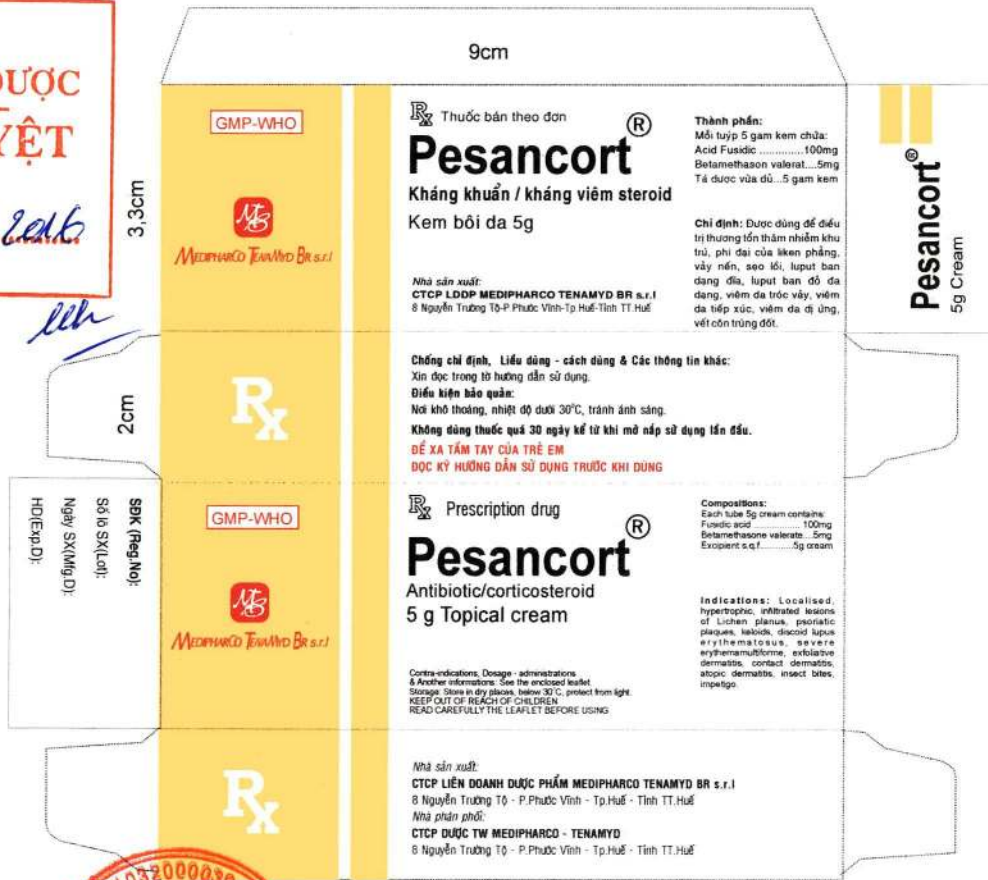 9cm
ƯỢC
YỆT
2016
3,3cm
GMP-WHO
MEDIPHARCO TENAMYD BR s.r.l
Rx Thuốc bán theo đơn
Pesancort®
Kháng khuẩn / kháng viêm steroid
Kem bôi da 5g
Nhà sản xuất:
CTCP LDDP MEDIPHARCO TENAMYD BR s.r.l
8 Nguyễn Trường Tộ-P.Phước Vĩnh-Tp.Huế-Tỉnh TT.Huế
Thành phần:
Mỗi tuýp 5 gam kem chứa:
Acid Fusidic ..............100mg
Betamethason valerat....5mg
Tá dược vừa đủ...5 gam kem
Chỉ định: Được dùng để điều
trị thương tổn thâm nhiễm khu
trú, phì đại của liken phẳng,
vảy nến, sẹo lồi, luput ban
dạng đĩa, luput ban đỏ đa
dạng, viêm da tróc vảy, viêm
da tiếp xúc, viêm da dị ứng,
vết côn trùng đốt.
Pesancort®
5g Cream
2cm
Rx
Chống chỉ định, Liều dùng - cách dùng & Các thông tin khác:
Xin đọc trong tờ hướng dẫn sử dụng.
Điều kiện bảo quản:
Nơi khô thoáng, nhiệt độ dưới 30°C, tránh ánh sáng.
Không dùng thuốc quá 30 ngày kể từ khi mở nắp sử dụng lần đầu.
ĐỂ XA TẦM TAY CỦA TRẺ EM
ĐỌC KỸ HƯỚNG DẪN SỬ DỤNG TRƯỚC KHI DÙNG
SĐK (Reg.No):
Số lô SX(Lot):
Ngày SX(Mfg.D):
HD(Exp.D):
GMP-WHO
MEDIPHARCO TENAMYD BR s.r.l
Rx Prescription drug
Pesancort®
Antibiotic/corticosteroid
5 g Topical cream
Contra-indications, Dosage - administrations
& Another informations: See the enclosed leaflet.
Storage: Store in dry places, below 30°C, protect from light.
KEEP OUT OF REACH OF CHILDREN
READ CAREFULLY THE LEAFLET BEFORE USING
Compositions:
Each tube 5g cream contains:
Fusidic acid .............. 100mg
Betamethasone valerate....5mg
Excipient s.q.f...........5g cream
Indications: Localised,
hypertrophic, infiltrated lesions
of Lichen planus, psoriatic
plaques, keloids, discoid lupus
erythematosus, severe
erythemamultiforme, exfoliative
dermatitis, contact dermatitis,
atopic dermatitis, insect bites,
impetigo.
Rx
Nhà sản xuất:
CTCP LIÊN DOANH DƯỢC PHẨM MEDIPHARCO TENAMYD BR s.r.l
8 Nguyễn Trường Tộ - P.Phước Vĩnh - Tp.Huế - Tỉnh TT.Huế
Nhà phân phối:
CTCP DƯỢC TW MEDIPHARCO - TENAMYD
8 Nguyễn Trường Tộ - P.Phước Vĩnh - Tp.Huế - Tỉnh TT.Huế